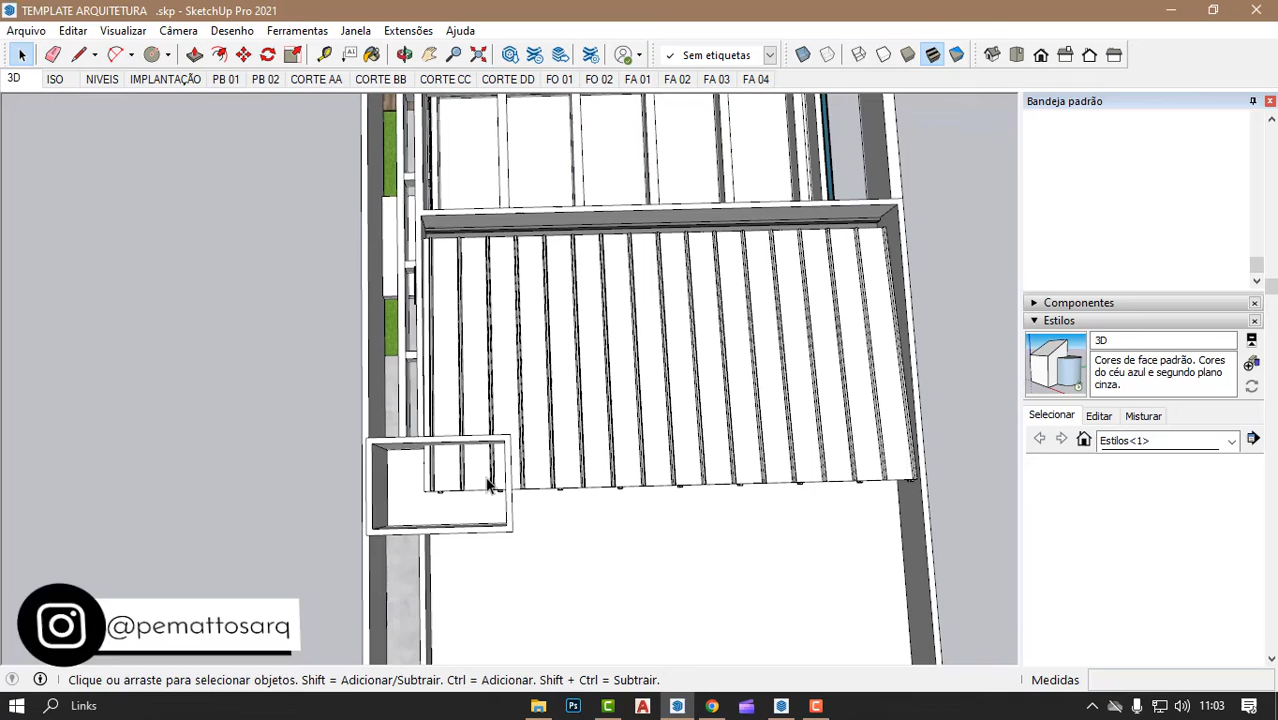 TEMPLATE ARQUITETURA .skp - SketchUp Pro 2021
Arquivo Editar Visualizar Câmera Desenho Ferramentas Janela Extensões Ajuda
Sem etiquetas
3D ISO NIVEIS IMPLANTAÇÃO PB 01 PB 02 CORTE AA CORTE BB CORTE CC CORTE DD FO 01 FO 02 FA 01 FA 02 FA 03 FA 04
Bandeja padrão
Componentes
Estilos
3D
Cores de face padrão. Cores
do céu azul e segundo plano
cinza.
Selecionar Editar Misturar
Estilos<1>
@pemattosarq
Clique ou arraste para selecionar objetos. Shift = Adicionar/Subtrair. Ctrl = Adicionar. Shift + Ctrl = Subtrair.
Medidas
Links
11:03